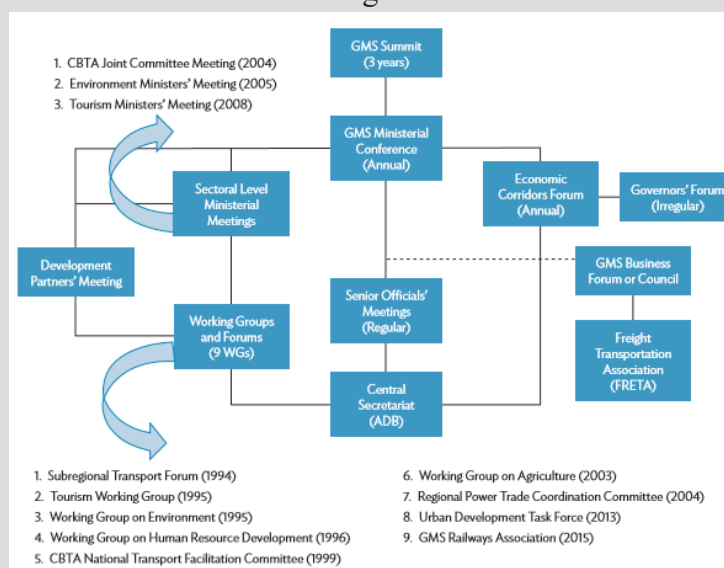 1. CBTA Joint Committee Meeting (2004)
2. Environment Ministers' Meeting (2005)
3. Tourism Ministers' Meeting (2008)
GMS Summit
(3 years)
GMS Ministerial
Conference
(Annual)
Sectoral Level
Ministerial
Meetings
Economic
Corridors Forum
(Annual)
Governors' Forum
(Irregular)
Development
Partners' Meeting
GMS Business
Forum or Council
Senior Officials'
Meetings
(Regular)
Working Groups
and Forums
(9 WGs)
Freight
Transportation
Association
(FRETA)
Central
Secretariat
(ADB)
1. Subregional Transport Forum (1994)
2. Tourism Working Group (1995)
3. Working Group on Environment (1995)
4. Working Group on Human Resource Development (1996)
5. CBTA National Transport Facilitation Committee (1999)
6. Working Group on Agriculture (2003)
7. Regional Power Trade Coordination Committee (2004)
8. Urban Development Task Force (2013)
9. GMS Railways Association (2015)